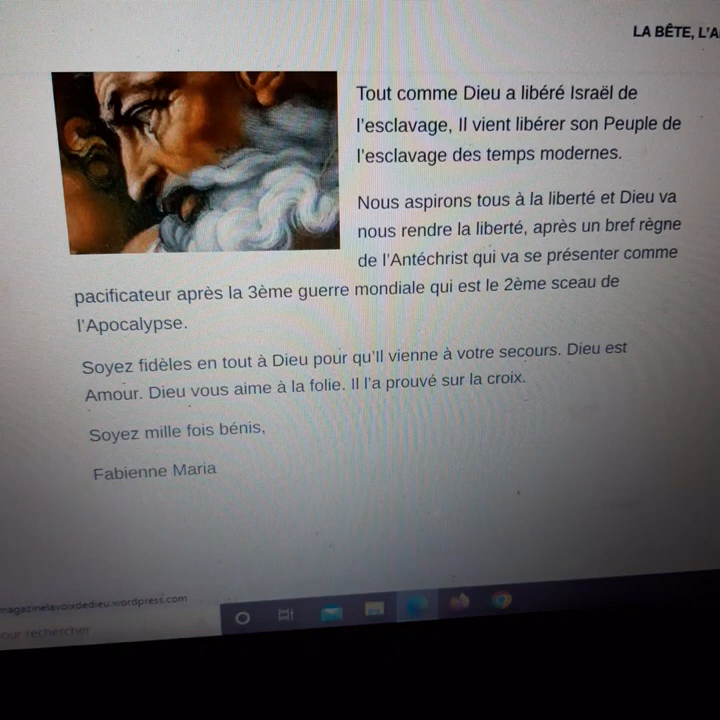 LA BÊTE, L'A
Tout comme Dieu a libéré Israël de
l'esclavage, Il vient libérer son Peuple de
l'esclavage des temps modernes.
Nous aspirons tous à la liberté et Dieu va
nous rendre la liberté, après un bref règne
de l'Antéchrist qui va se présenter comme
pacificateur après la 3ème guerre mondiale qui est le 2ème sceau de
l'Apocalypse.
Soyez fidèles en tout à Dieu pour qu'Il vienne à votre secours. Dieu est
Amour. Dieu vous aime à la folie. Il l'a prouvé sur la croix.
Soyez mille fois bénis,
Fabienne Maria
magazinelavoixdedieu.wordpress.com
our rechercher